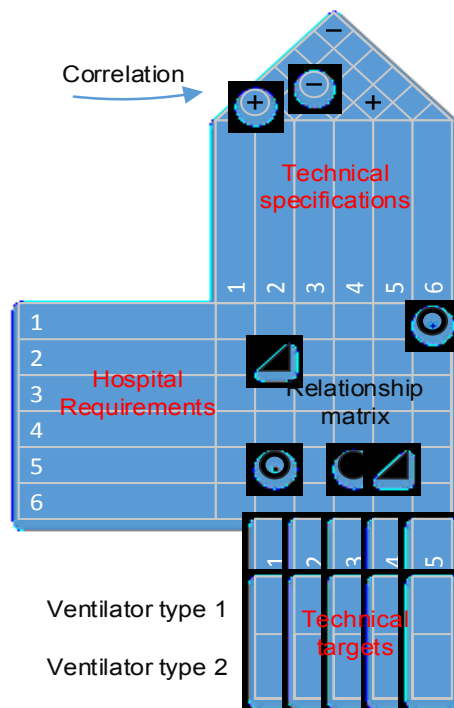 −
Correlation
+
−
+
Technical
specifications
1 2 3 4 5 6
1
2
3
4
5
6
Hospital
Requirements
Relationship
matrix
1 2 3 4 5
Ventilator type 1
Ventilator type 2
Technical
targets